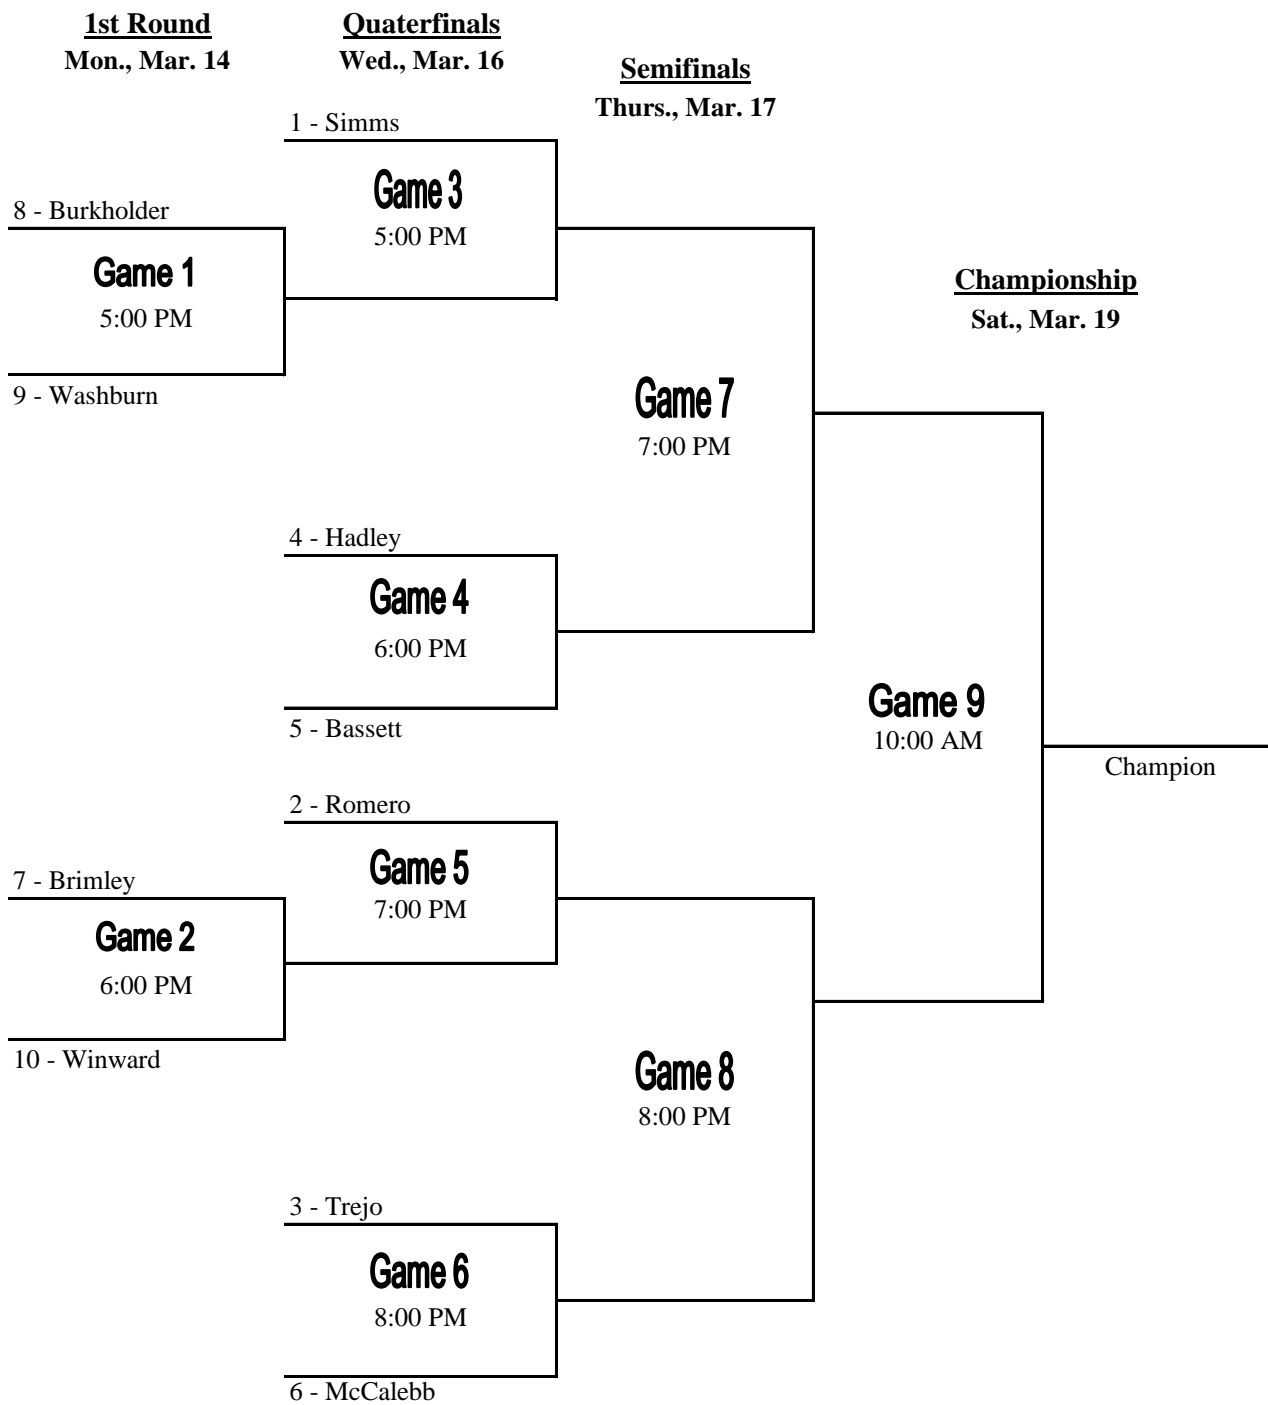 1st Round
Mon., Mar. 14
Quaterfinals
Wed., Mar. 16
Semifinals
Thurs., Mar. 17
1 - Simms
Game 3
5:00 PM
8 - Burkholder
Game 1
5:00 PM
9 - Washburn
Championship
Sat., Mar. 19
Game 7
7:00 PM
4 - Hadley
Game 4
6:00 PM
5 - Bassett
Game 9
10:00 AM
Champion
2 - Romero
Game 5
7:00 PM
7 - Brimley
Game 2
6:00 PM
10 - Winward
Game 8
8:00 PM
3 - Trejo
Game 6
8:00 PM
6 - McCalebb